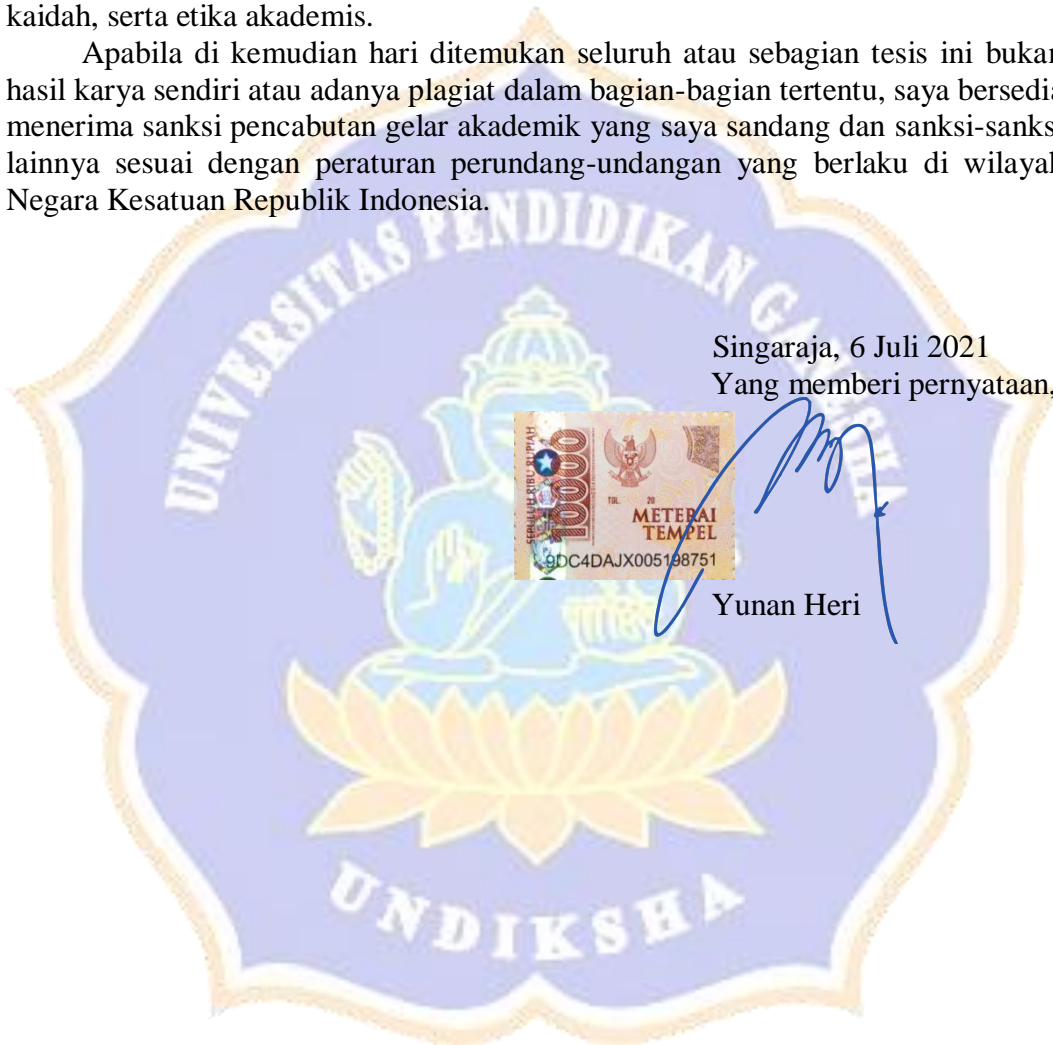 kaidah, serta etika akademis.
Apabila di kemudian hari ditemukan seluruh atau sebagian tesis ini bukan
hasil karya sendiri atau adanya plagiat dalam bagian-bagian tertentu, saya bersedia
menerima sanksi pencabutan gelar akademik yang saya sandang dan sanksi-sanksi
lainnya sesuai dengan peraturan perundang-undangan yang berlaku di wilayah
Negara Kesatuan Republik Indonesia.
UNIVERSITAS PENDIDIKAN GANESHA
Singaraja, 6 Juli 2021
Yang memberi pernyataan,
SEPULUH RIBU RUPIAH
10000
TGL. 20
METERAI
TEMPEL
9DC4DAJX005198751
Yunan Heri
UNDIKSHA